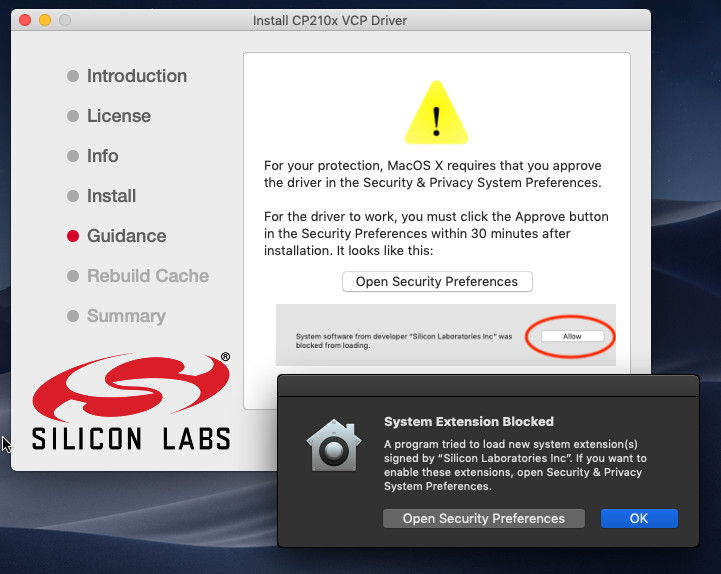 Install CP210x VCP Driver
Introduction
License
Info
Install
Guidance
Rebuild Cache
Summary
!
For your protection, MacOS X requires that you approve
the driver in the Security & Privacy System Preferences.
For the driver to work, you must click the Approve button
in the Security Preferences within 30 minutes after
installation. It looks like this:
Open Security Preferences
System software from developer “Silicon Laboratories Inc” was
blocked from loading.
Allow
®
SILICON LABS
System Extension Blocked
A program tried to load new system extension(s)
signed by “Silicon Laboratories Inc”. If you want to
enable these extensions, open Security & Privacy
System Preferences.
Open Security Preferences
OK